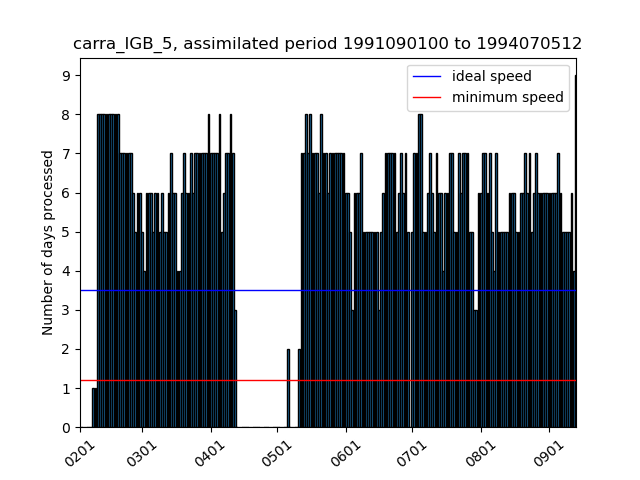 carra_IGB_5, assimilated period 1991090100 to 1994070512
ideal speed
minimum speed
Number of days processed
9
8
7
6
5
4
3
2
1
0
0201 0301 0401 0501 0601 0701 0801 0901